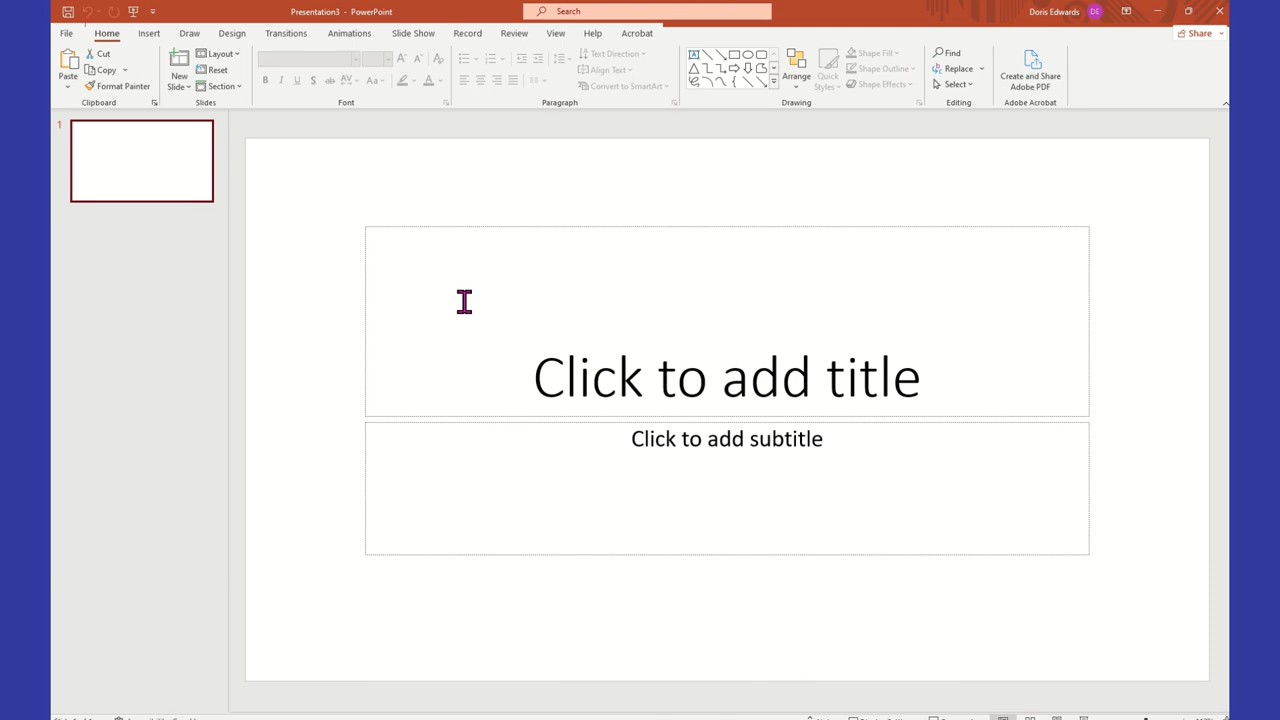 Presentation3 - PowerPoint
Search
Doris Edwards
DE
File
Home
Insert
Draw
Design
Transitions
Animations
Slide Show
Record
Review
View
Help
Acrobat
Share
Paste
Cut
Copy
Format Painter
Clipboard
New
Slide
Layout
Reset
Section
Slides
Font
Text Direction
Align Text
Convert to SmartArt
Paragraph
Arrange
Quick
Styles
Shape Fill
Shape Outline
Shape Effects
Drawing
Find
Replace
Select
Editing
Create and Share
Adobe PDF
Adobe Acrobat
1
Click to add title
Click to add subtitle